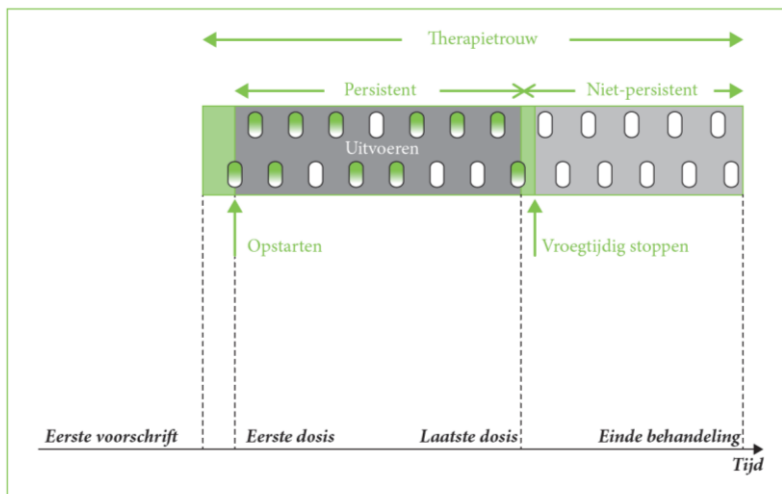 Therapietrouw
Persistent
Niet-persistent
Uitvoeren
Opstarten
Vroegtijdig stoppen
Eerste voorschrift
Eerste dosis
Laatste dosis
Einde behandeling
Tijd